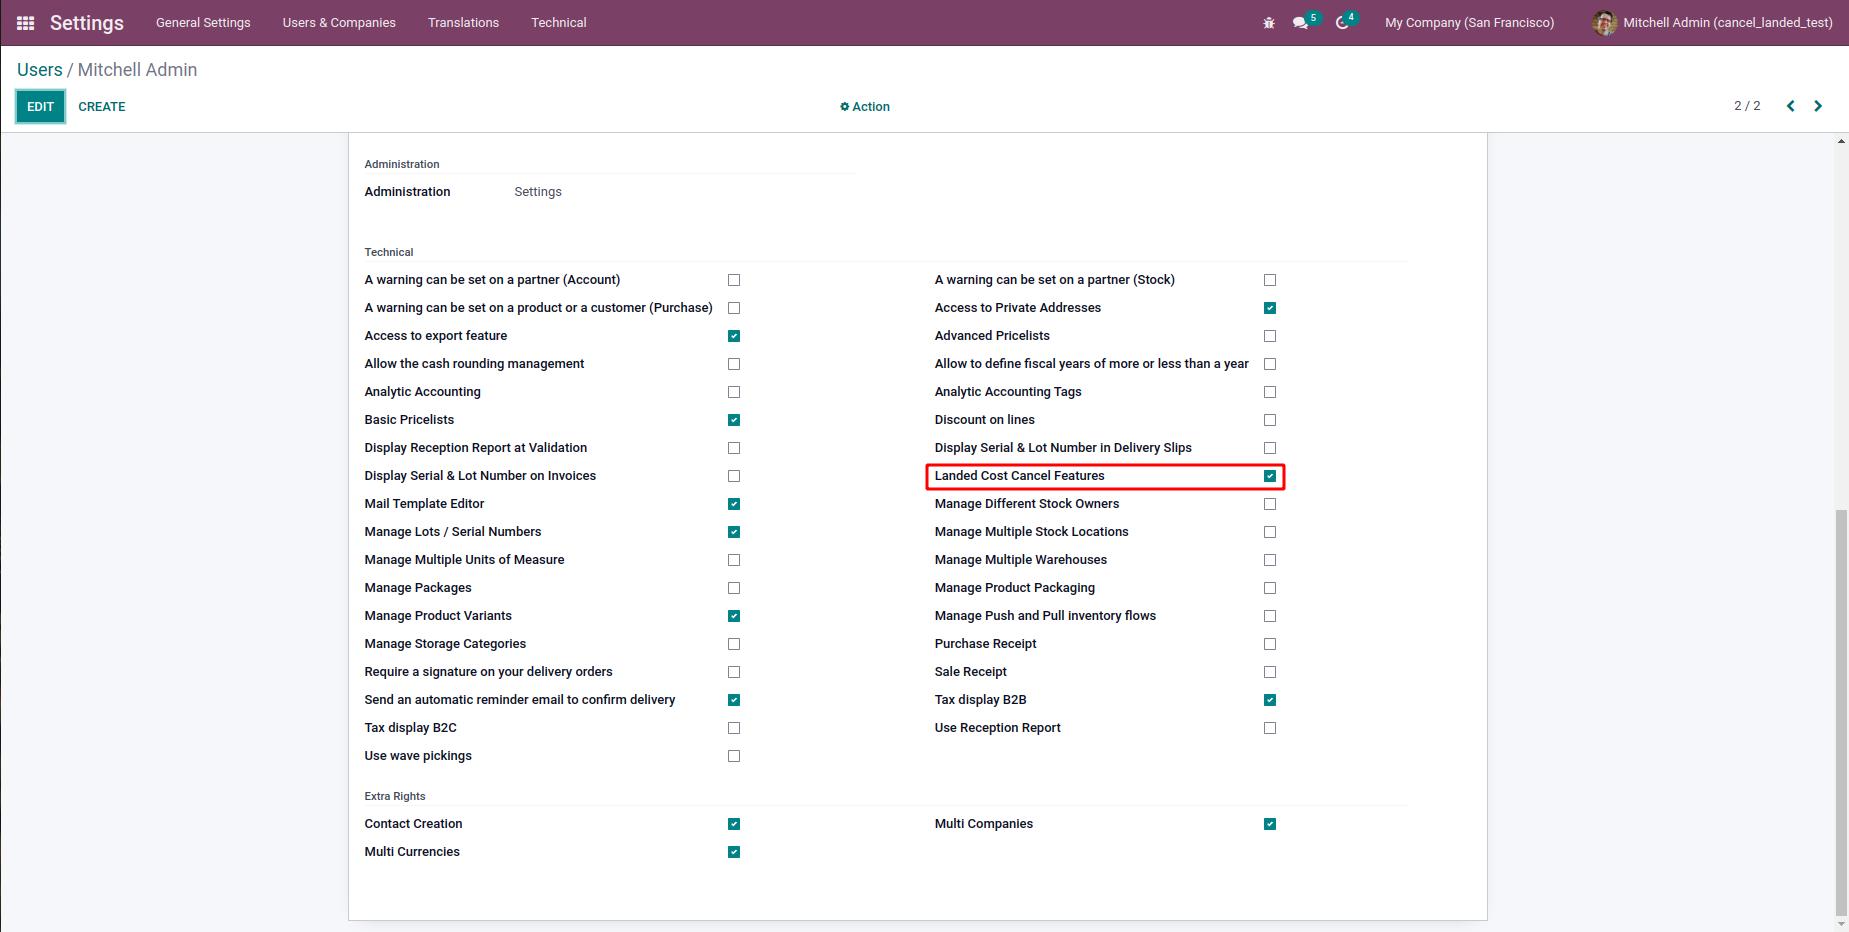 Settings General Settings Users & Companies Translations Technical 5 4 My Company (San Francisco) Mitchell Admin (cancel_landed_test)
Users / Mitchell Admin
EDIT CREATE Action 2 / 2
Administration
Administration Settings
Technical
A warning can be set on a partner (Account) A warning can be set on a partner (Stock)
A warning can be set on a product or a customer (Purchase) Access to Private Addresses
Access to export feature Advanced Pricelists
Allow the cash rounding management Allow to define fiscal years of more or less than a year
Analytic Accounting Analytic Accounting Tags
Basic Pricelists Discount on lines
Display Reception Report at Validation Display Serial & Lot Number in Delivery Slips
Display Serial & Lot Number on Invoices Landed Cost Cancel Features
Mail Template Editor Manage Different Stock Owners
Manage Lots / Serial Numbers Manage Multiple Stock Locations
Manage Multiple Units of Measure Manage Multiple Warehouses
Manage Packages Manage Product Packaging
Manage Product Variants Manage Push and Pull inventory flows
Manage Storage Categories Purchase Receipt
Require a signature on your delivery orders Sale Receipt
Send an automatic reminder email to confirm delivery Tax display B2B
Tax display B2C Use Reception Report
Use wave pickings
Extra Rights
Contact Creation Multi Companies
Multi Currencies